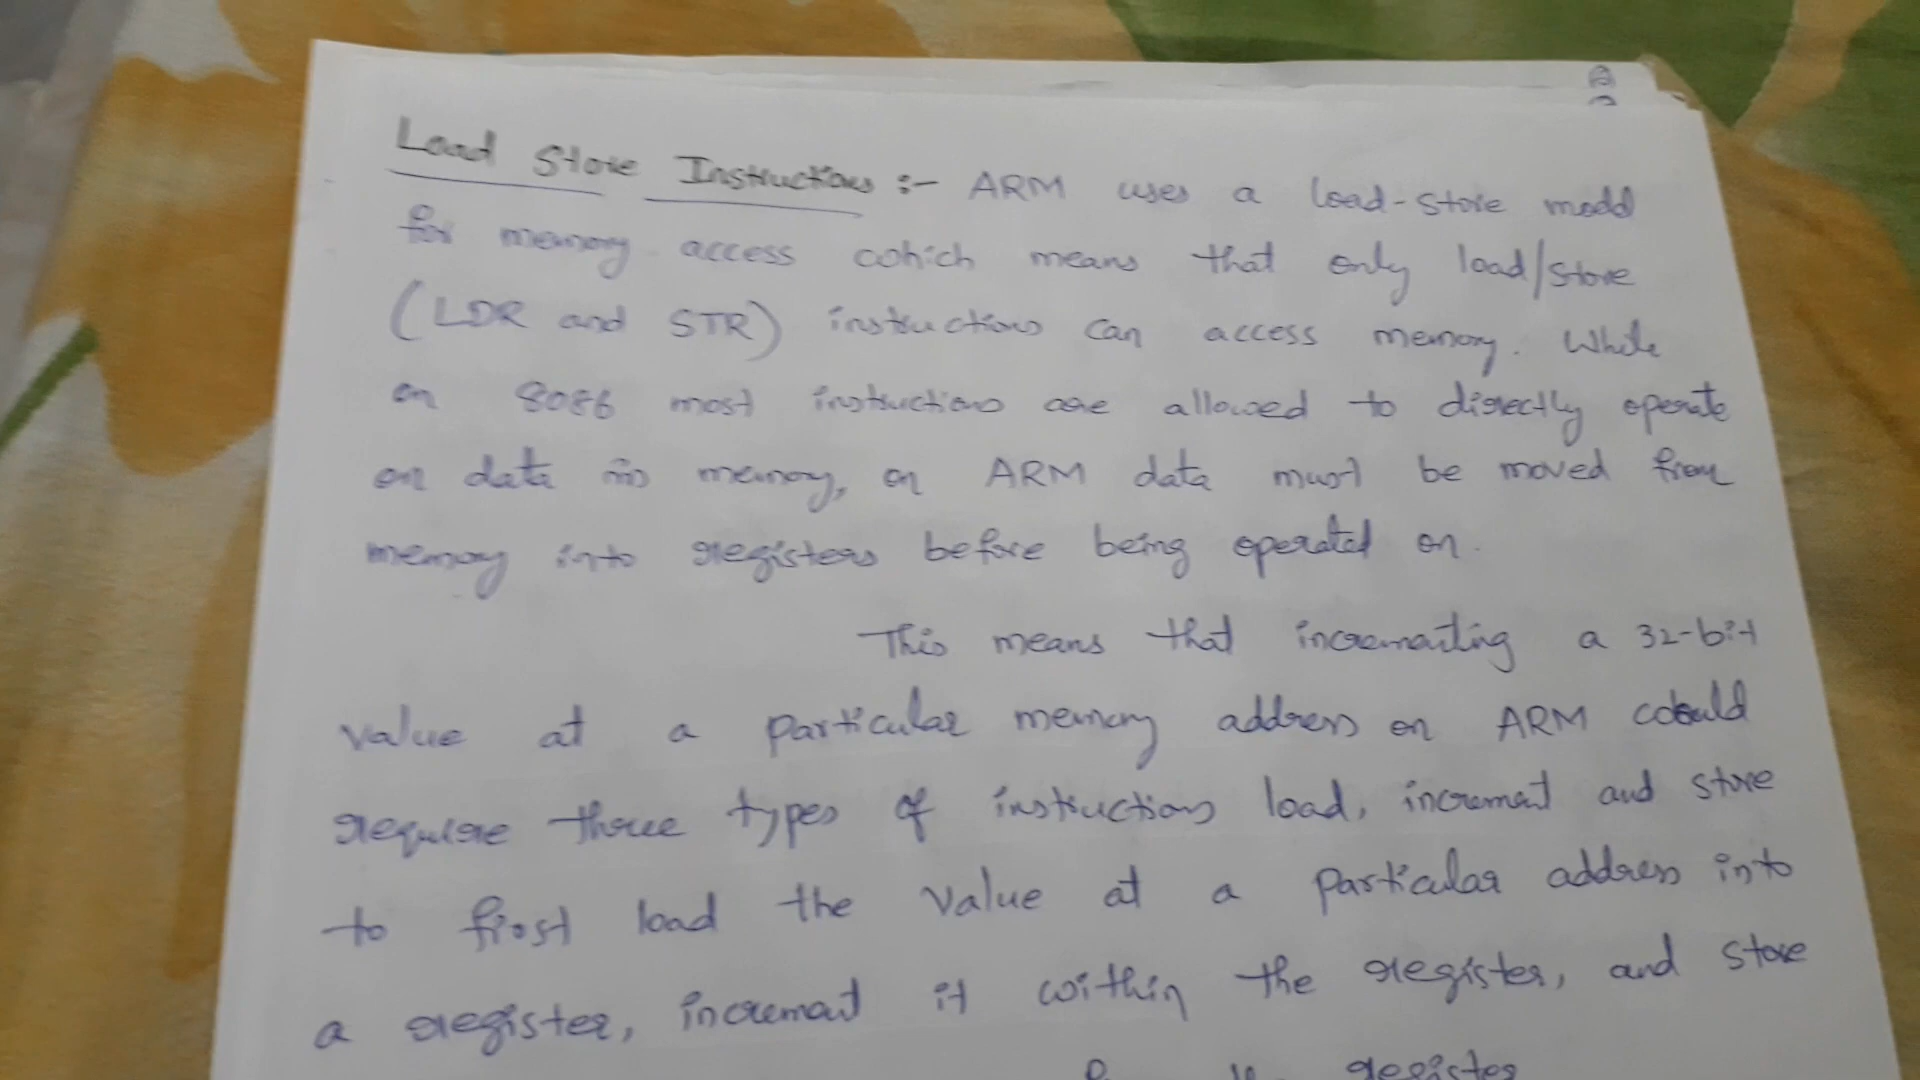 Load Store Instructions :- ARM uses a load-store model
for memory access which means that only load/store
(LDR and STR) instructions can access memory. While
on 8086 most instructions are allowed to directly operate
on data in memory, on ARM data must be moved from
memory into registers before being operated on.
This means that incrementing a 32-bit
value at a particular memory address on ARM could
require three types of instructions load, increment and store
to first load the value at a particular address into
a register, increment it within the register, and store
register